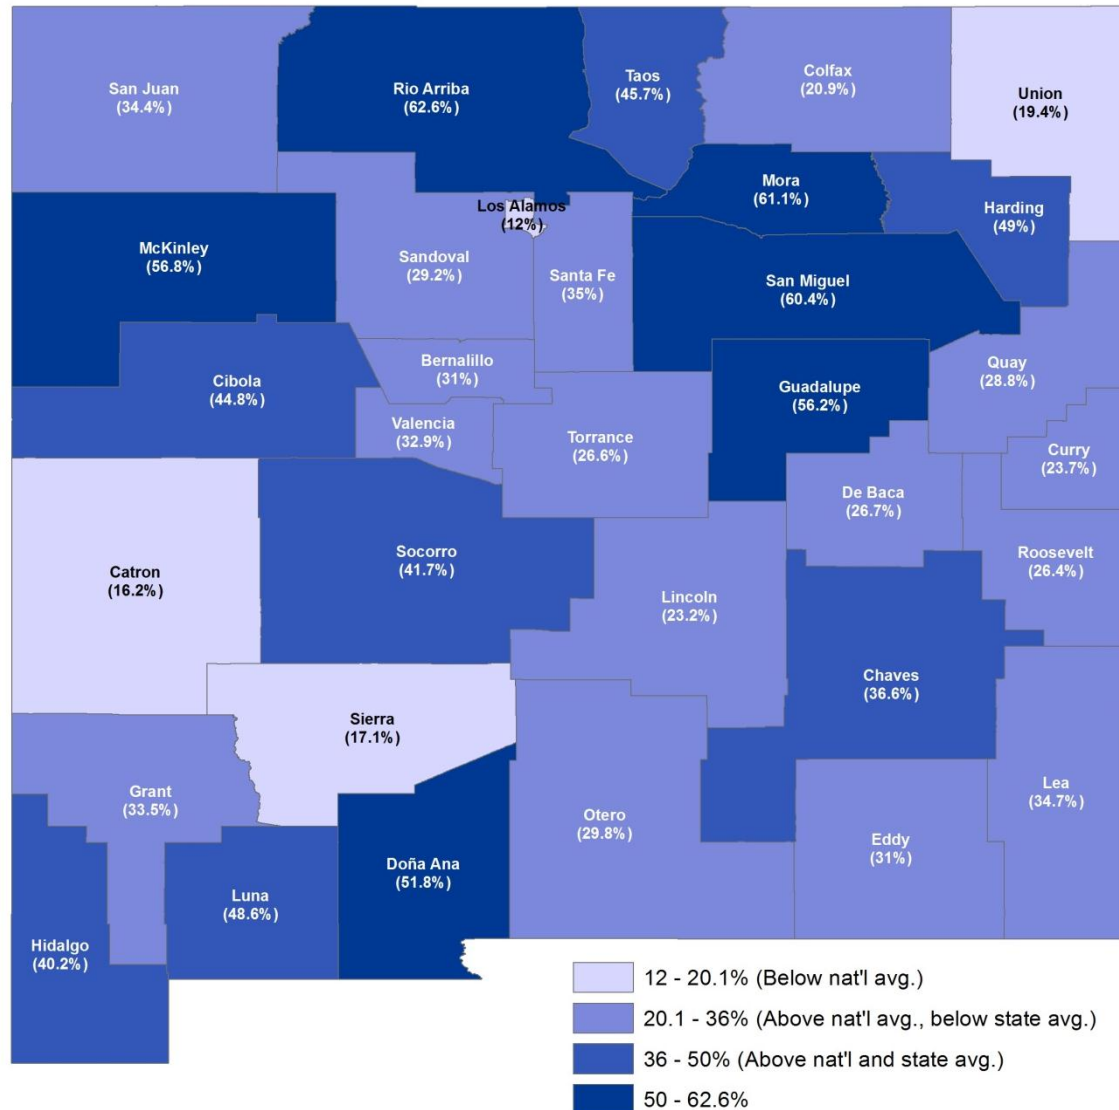 San Juan
(34.4%)
Rio Arriba
(62.6%)
Taos
(45.7%)
Colfax
(20.9%)
Union
(19.4%)
Mora
(61.1%)
Harding
(49%)
Los Alamos
(12%)
McKinley
(56.8%)
Sandoval
(29.2%)
Santa Fe
(35%)
San Miguel
(60.4%)
Bernalillo
(31%)
Quay
(28.8%)
Cibola
(44.8%)
Guadalupe
(56.2%)
Valencia
(32.9%)
Torrance
(26.6%)
Curry
(23.7%)
De Baca
(26.7%)
Socorro
(41.7%)
Roosevelt
(26.4%)
Catron
(16.2%)
Lincoln
(23.2%)
Chaves
(36.6%)
Sierra
(17.1%)
Grant
(33.5%)
Lea
(34.7%)
Otero
(29.8%)
Eddy
(31%)
Doña Ana
(51.8%)
Luna
(48.6%)
Hidalgo
(40.2%)
12 - 20.1% (Below nat'l avg.)
20.1 - 36% (Above nat'l avg., below state avg.)
36 - 50% (Above nat'l and state avg.)
50 - 62.6%